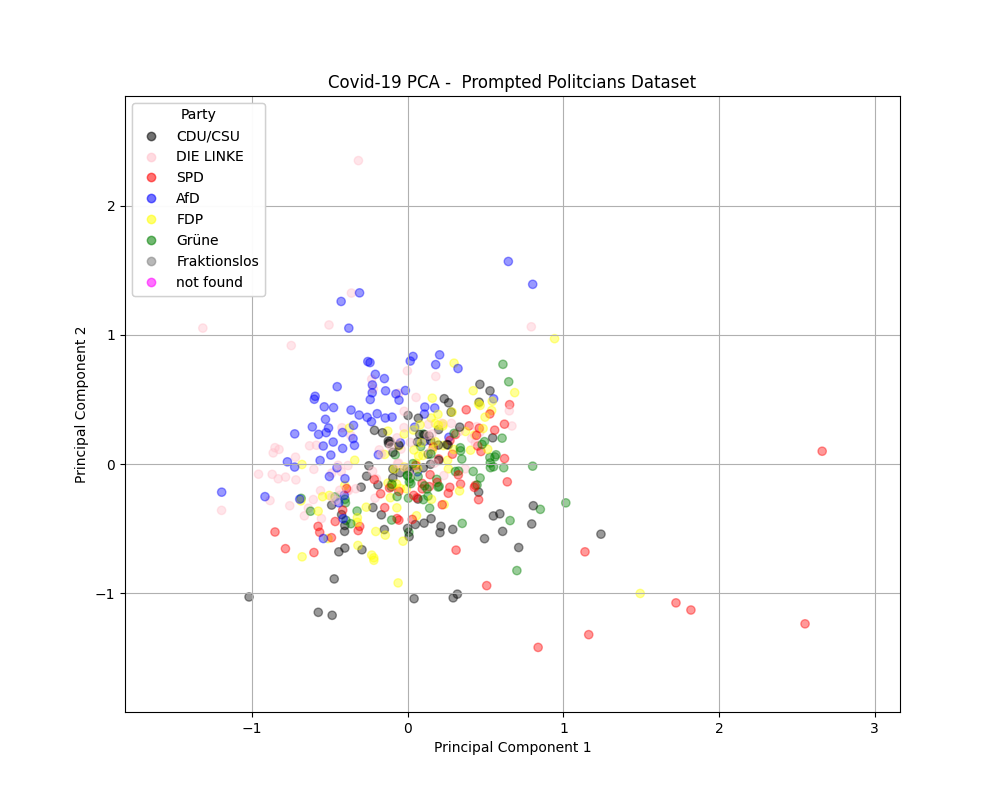 Covid-19 PCA -  Prompted Politcians Dataset
Party
CDU/CSU
DIE LINKE
SPD
AfD
FDP
Grüne
Fraktionslos
not found
2
1
0
−1
Principal Component 2
−1 0 1 2 3
Principal Component 1